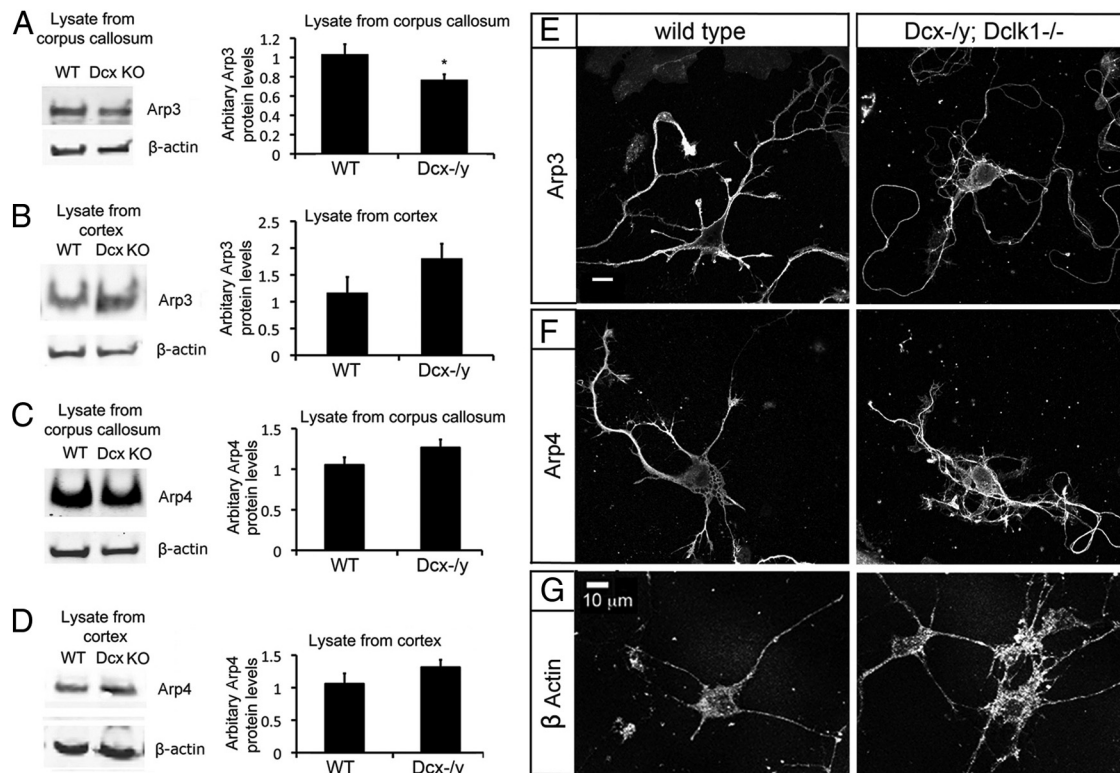 A
Lysate from
corpus callosum
WT Dcx KO
Arp3
β-actin
Lysate from corpus callosum
Arbitary Arp3
protein levels
1.2
1
0.8
0.6
0.4
0.2
0
*
WT
Dcx-/y
B
Lysate from
cortex
WT Dcx KO
Arp3
β-actin
Lysate from cortex
Arbitary Arp3
protein levels
2.5
2
1.5
1
0.5
0
WT
Dcx-/y
C
Lysate from
corpus callosum
WT Dcx KO
Arp4
β-actin
Lysate from corpus callosum
Arbitary Arp4
protein levels
1.5
1
0.5
0
WT
Dcx-/y
D
Lysate from
cortex
WT Dcx KO
Arp4
β-actin
Lysate from cortex
Arbitary Arp4
protein levels
1.5
1
0.5
0
WT
Dcx-/y
E
wild type
Dcx-/y; Dclk1-/-
Arp3
F
Arp4
G
10 μm
β Actin